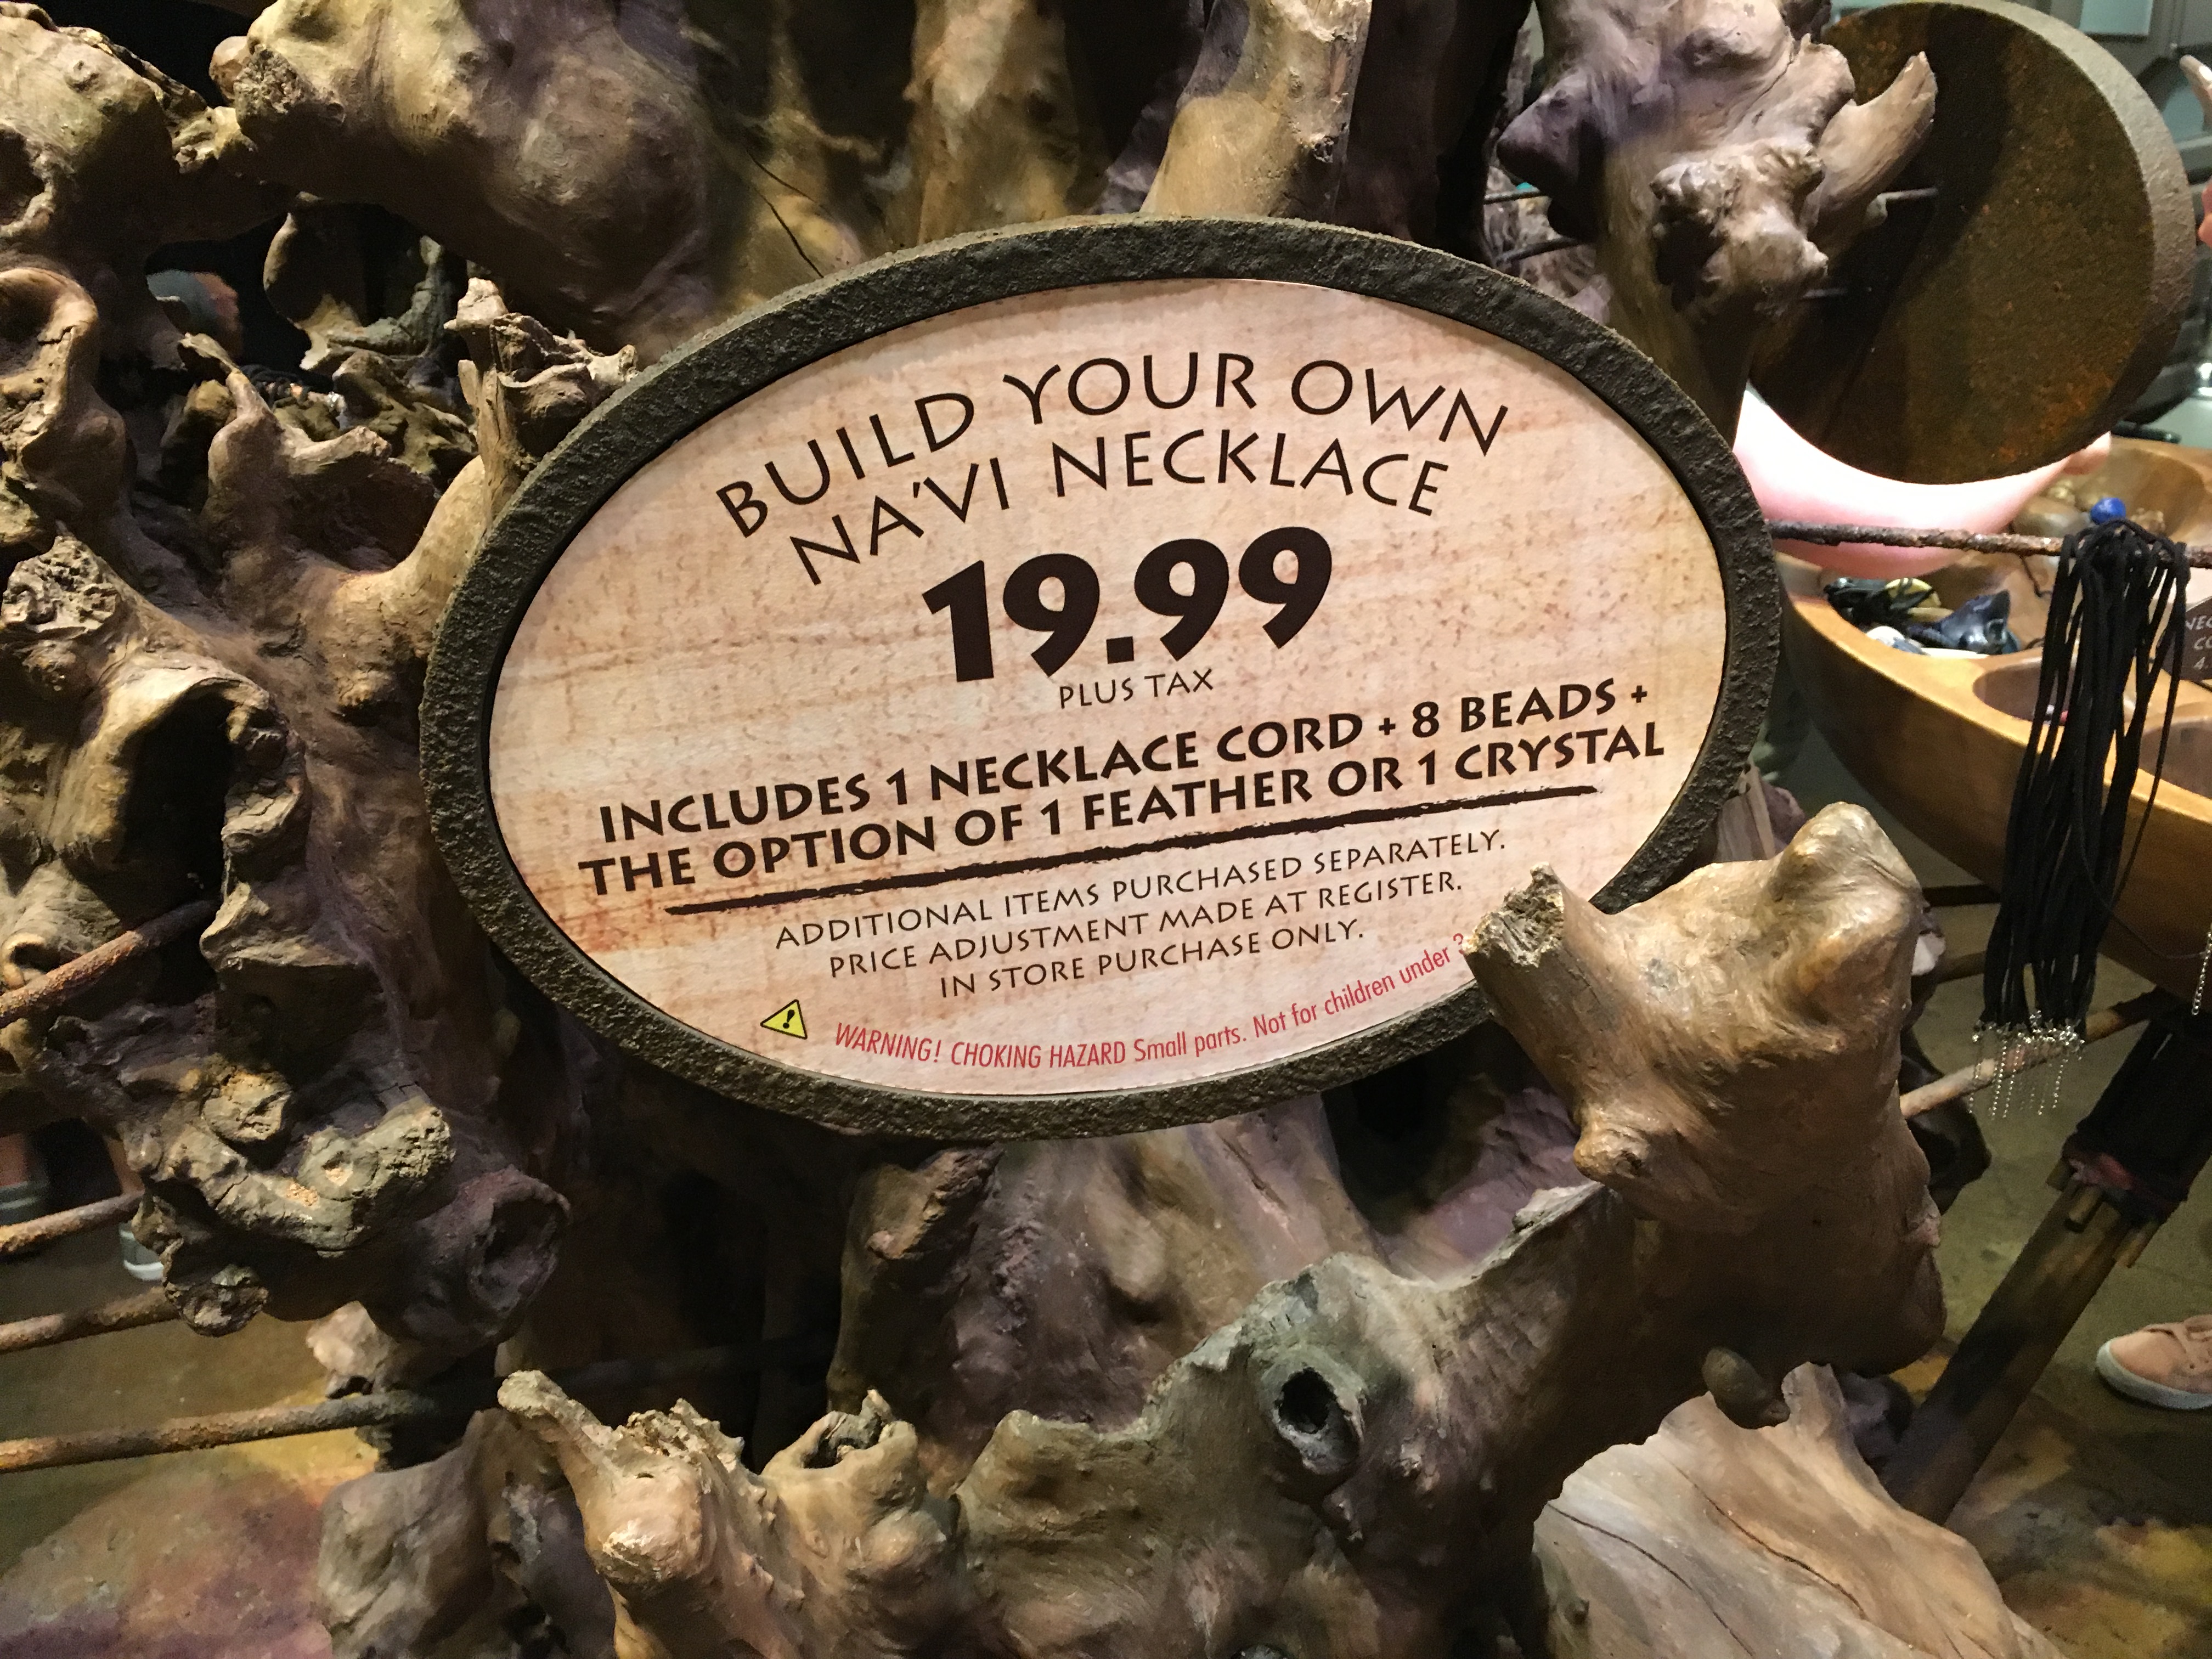 BUILD YOUR OWN
NA'VI NECKLACE
19.99
PLUS TAX
INCLUDES 1 NECKLACE CORD + 8 BEADS +
THE OPTION OF 1 FEATHER OR 1 CRYSTAL
ADDITIONAL ITEMS PURCHASED SEPARATELY.
PRICE ADJUSTMENT MADE AT REGISTER.
IN STORE PURCHASE ONLY.
WARNING! CHOKING HAZARD Small parts. Not for children under 3